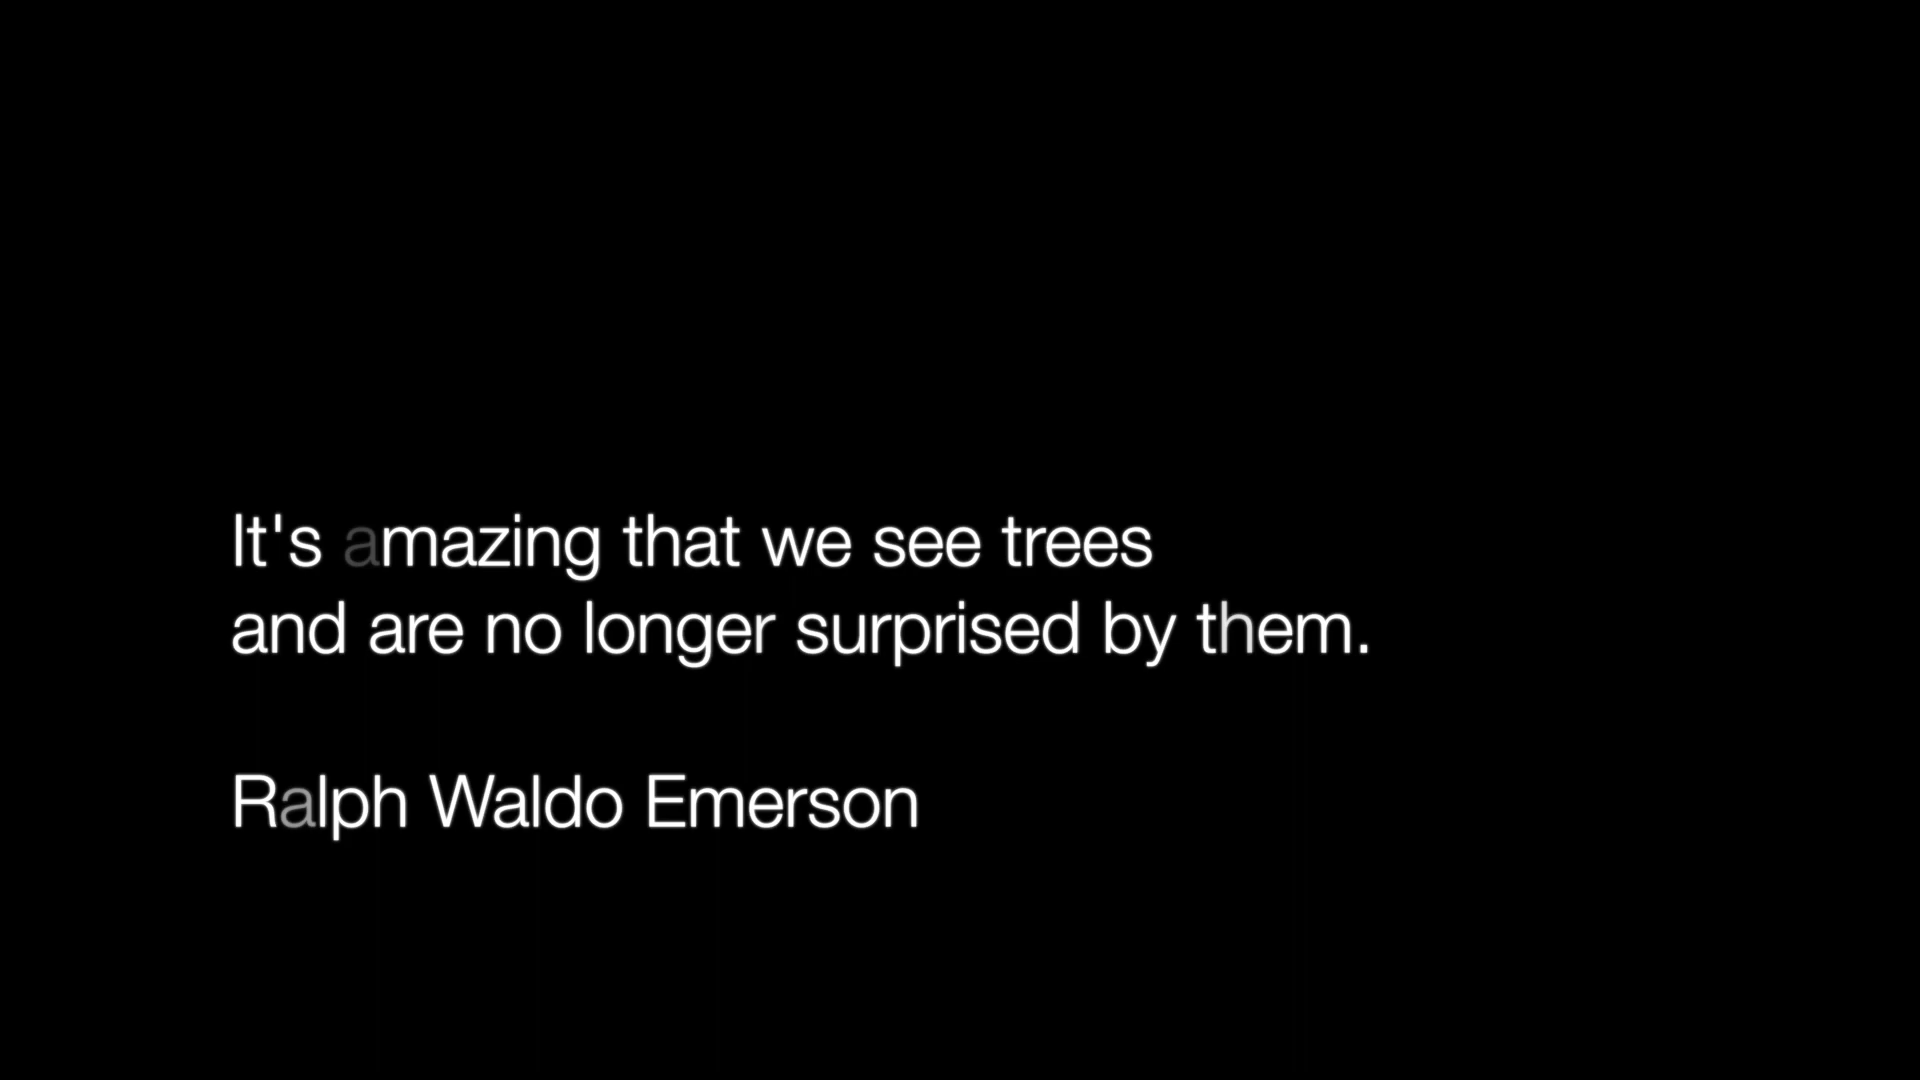 It's amazing that we see trees
and are no longer surprised by them.
Ralph Waldo Emerson